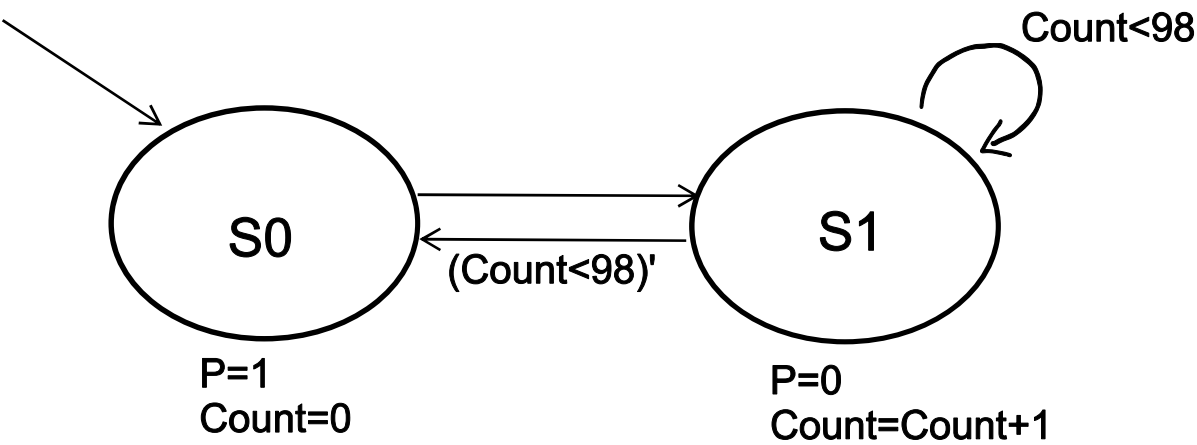 Count<98
S0
S1
(Count<98)'
P=1
Count=0
P=0
Count=Count+1